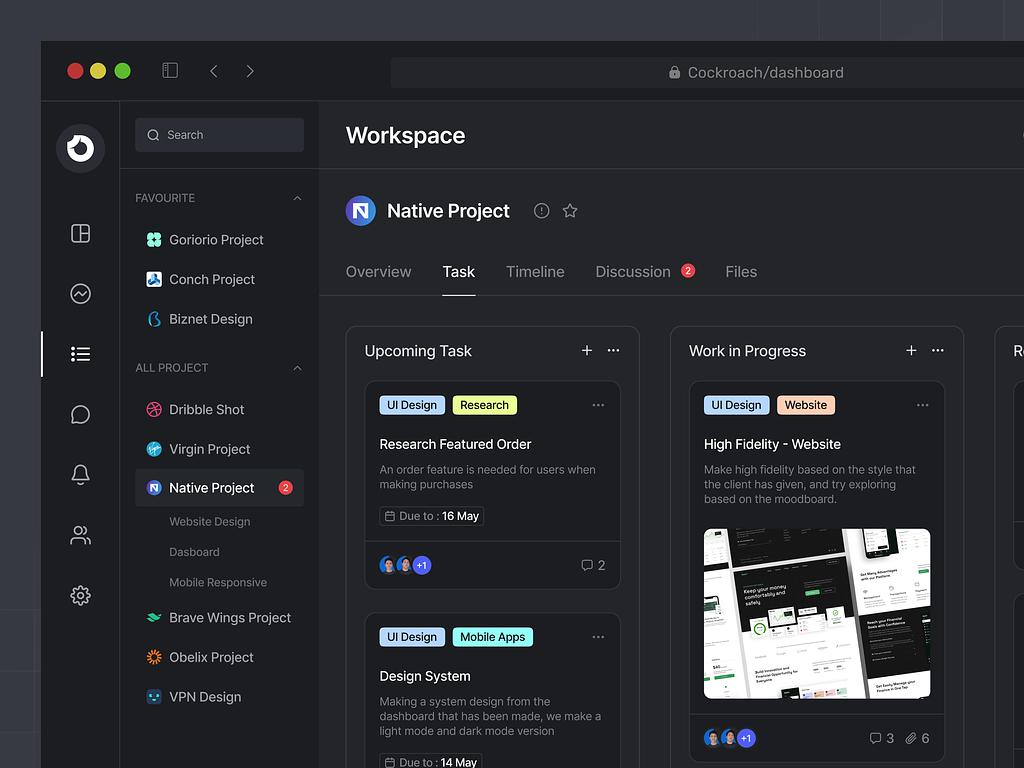 Cockroach/dashboard
Search
Workspace
FAVOURITE
Goriorio Project
Conch Project
Biznet Design
ALL PROJECT
Dribble Shot
Virgin Project
Native Project 2
Website Design
Dasboard
Mobile Responsive
Brave Wings Project
Obelix Project
VPN Design
Native Project
Overview Task Timeline Discussion 2 Files
Upcoming Task
UI Design Research
Research Featured Order
An order feature is needed for users when
making purchases
Due to : 16 May
+1 2
UI Design Mobile Apps
Design System
Making a system design from the
dashboard that has been made, we make a
light mode and dark mode version
Due to : 14 May
Work in Progress
UI Design Website
High Fidelity - Website
Make high fidelity based on the style that
the client has given, and try exploring
based on the moodboard.
Keep your money
comfortably and
safely
Get Many Advantages
with our Platform
Reach your Financial
Goals with Confidence
Build Innovation and
Financial Opportunity for
Everyone
Get Easily Manage your
Finance in One Tap
+1 3 6